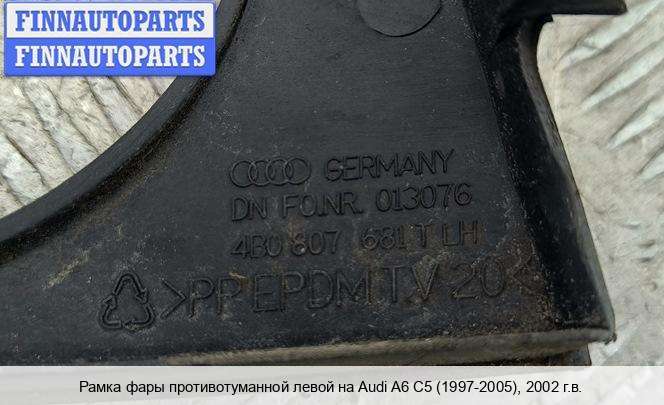 FINNAUTOPARTS
FINNAUTOPARTS
GERMANY
DN FO.NR. 013076
4B0 807 681 T LH
>PP EPDM T.V 20<
Рамка фары противотуманной левой на Audi A6 C5 (1997-2005), 2002 г.в.